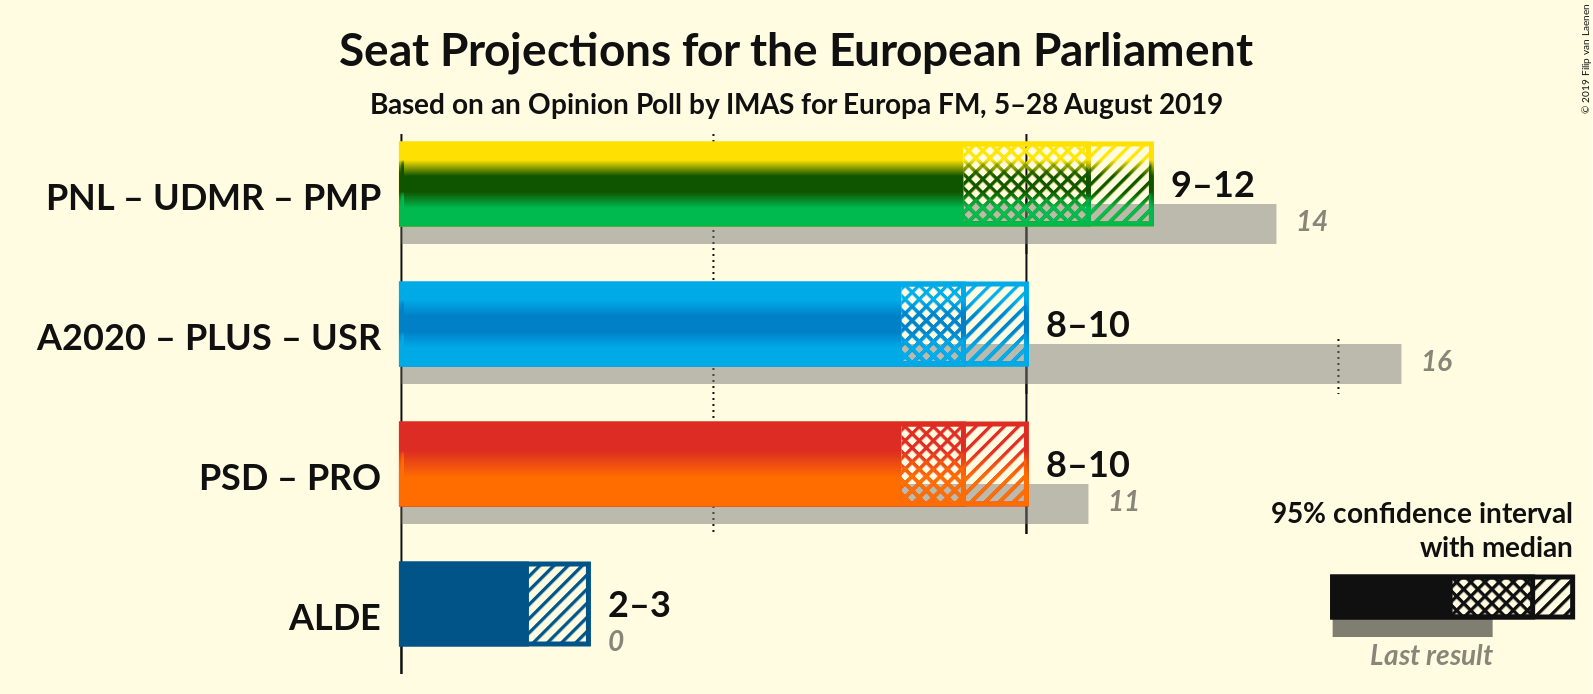 Seat Projections for the European Parliament
Based on an Opinion Poll by IMAS for Europa FM, 5–28 August 2019
© 2019 Filip van Laenen
PNL – UDMR – PMP
9–12
14
A2020 – PLUS – USR
8–10
16
PSD – PRO
8–10
11
ALDE
2–3
0
95% confidence interval
with median
Last result